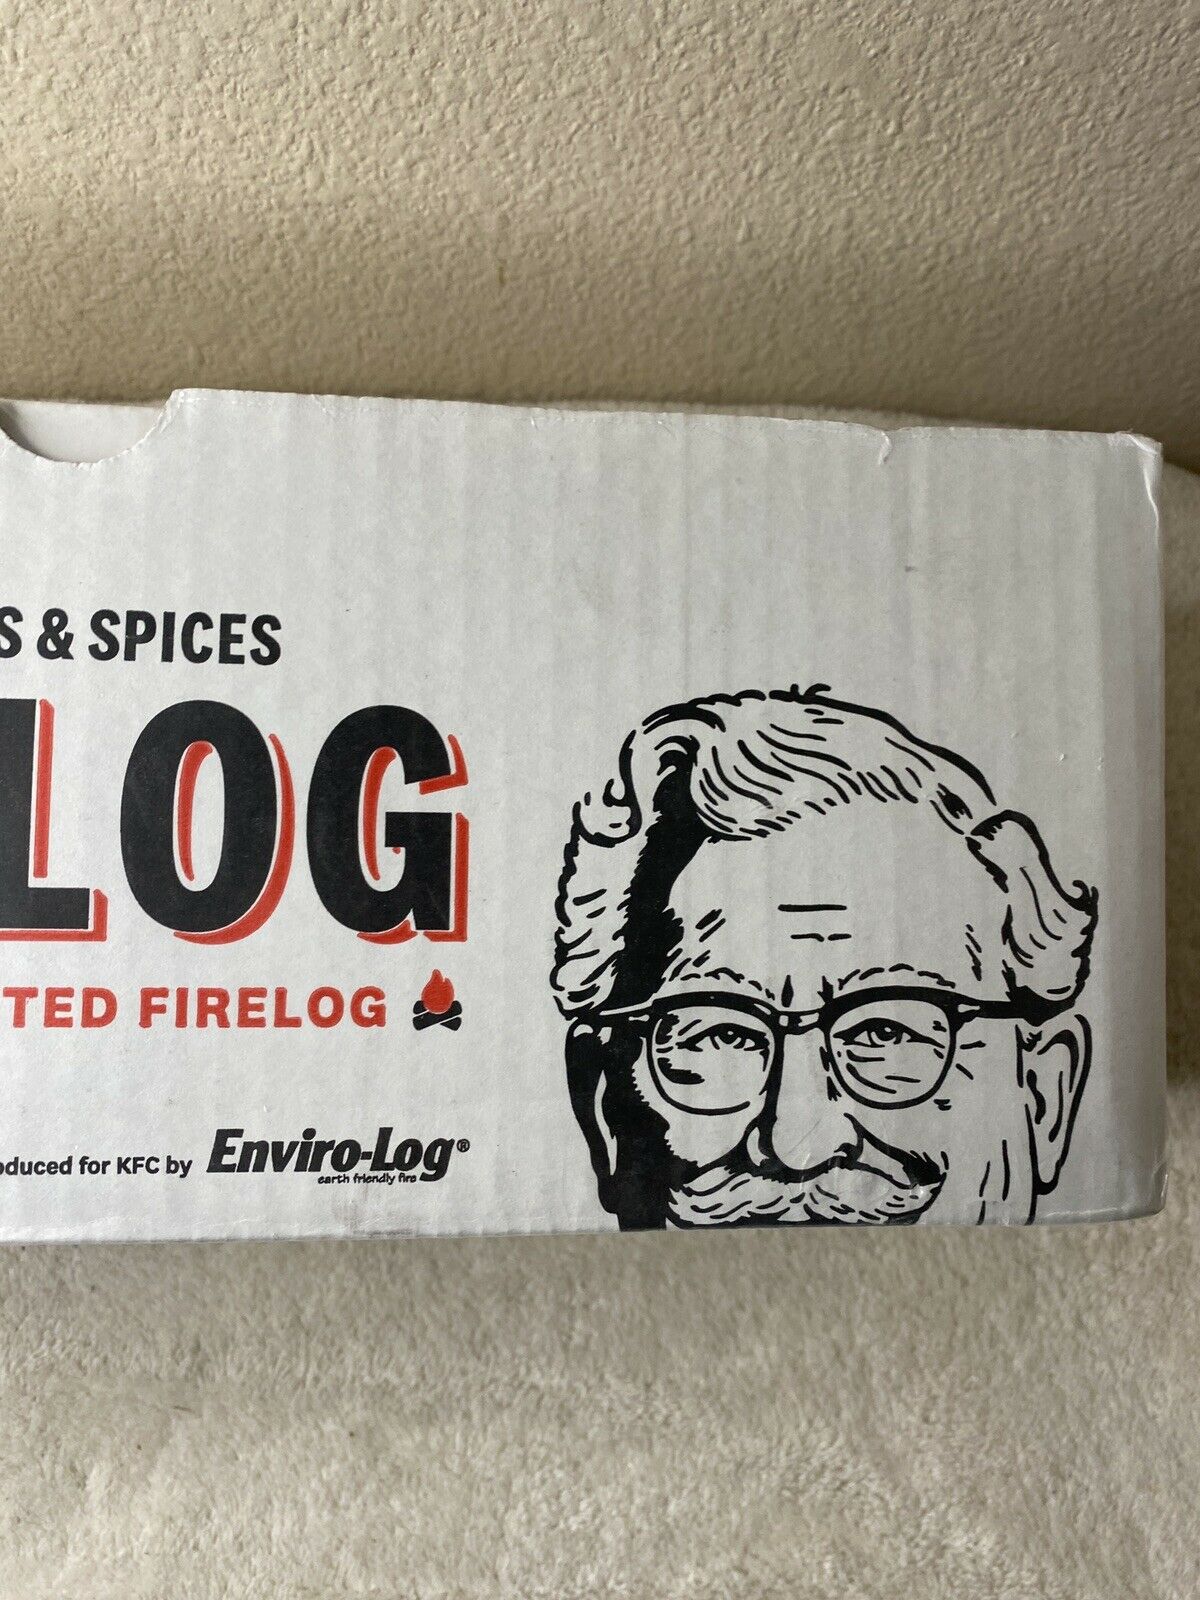 S & SPICES
LOG
TED FIRELOG
oduced for KFC by Enviro-Log®
earth friendly fire